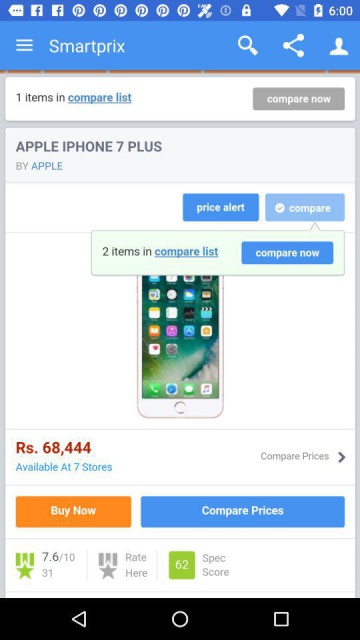 6:00
Smartprix
1 items in compare list compare now
APPLE IPHONE 7 PLUS
BY APPLE
price alert compare
2 items in compare list compare now
Rs. 68,444
Available At 7 Stores
Compare Prices
Buy Now Compare Prices
7.6/10
31
Rate
Here
62
Spec
Score